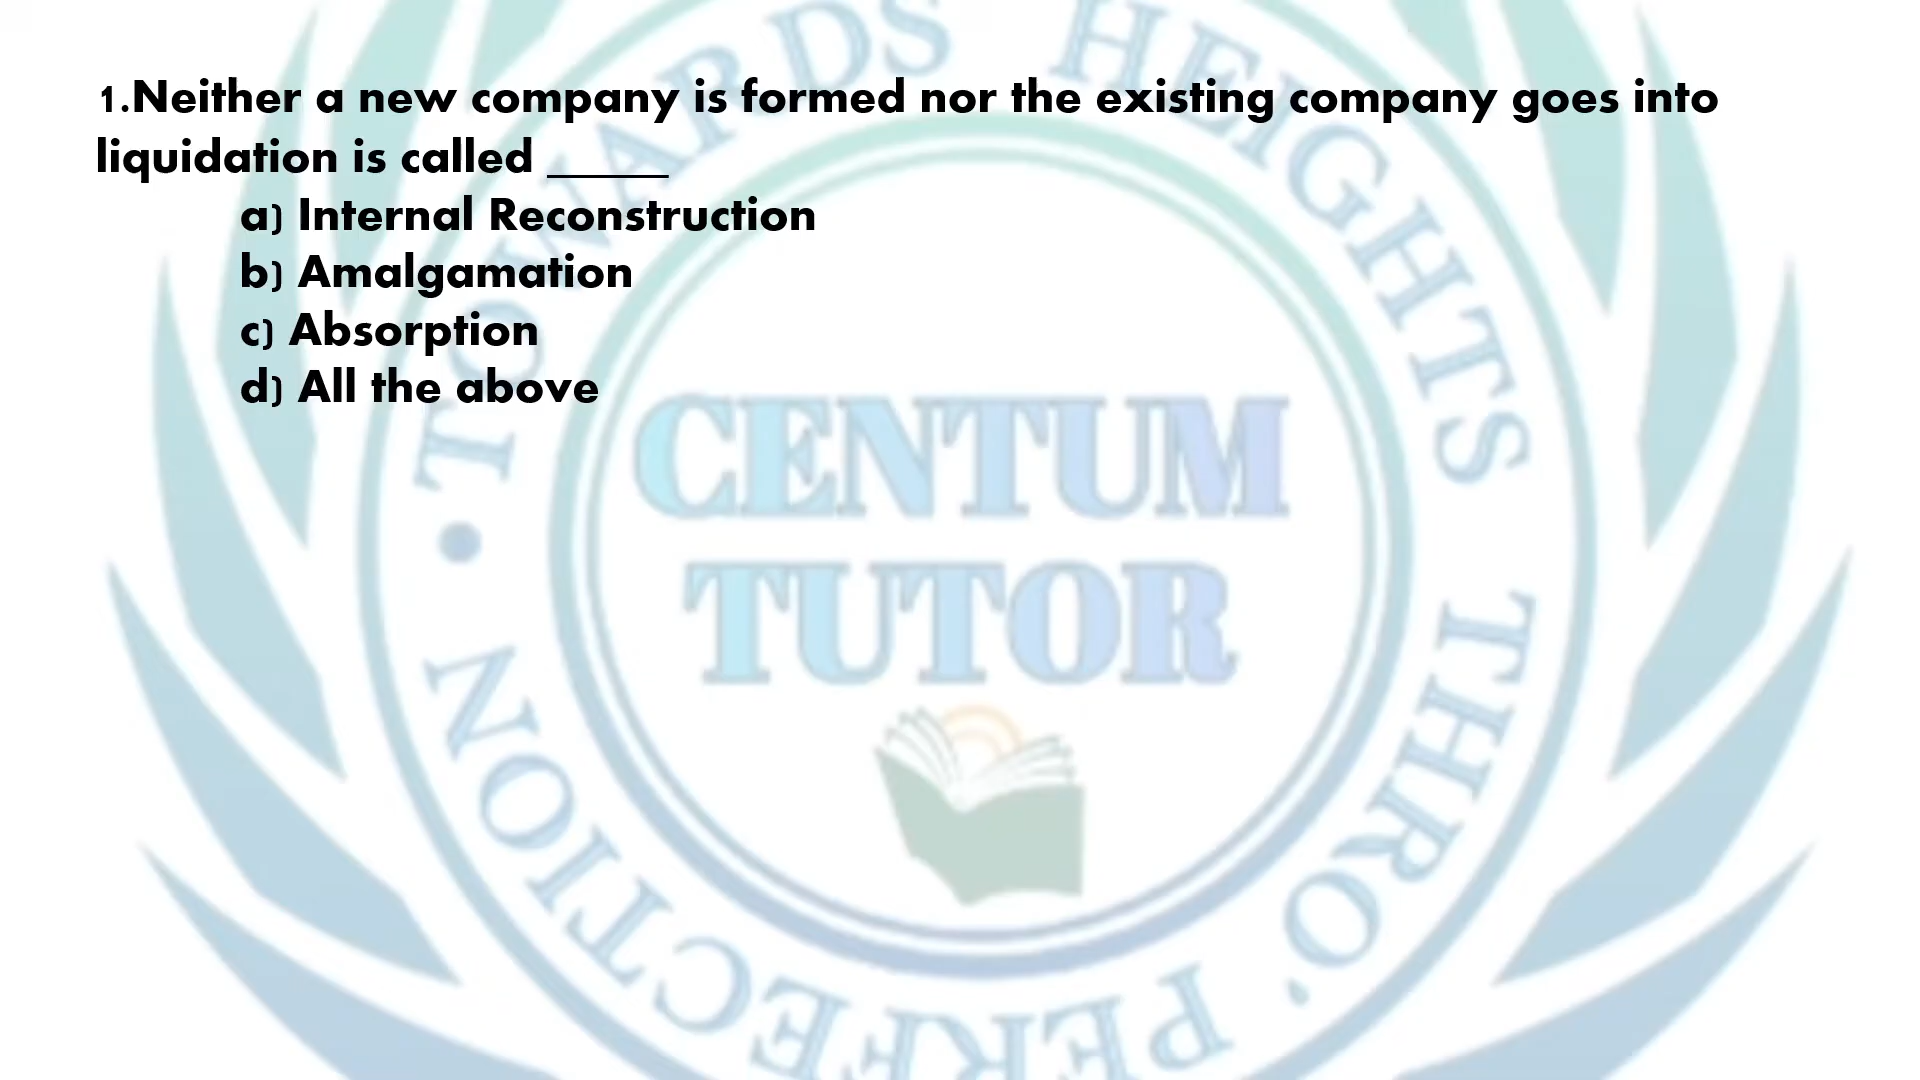 1.Neither a new company is formed nor the existing company goes into
liquidation is called ______
a) Internal Reconstruction
b) Amalgamation
c) Absorption
d) All the above
• TOWARDS HEIGHTS THRO' PERFECTION
CENTUM
TUTOR